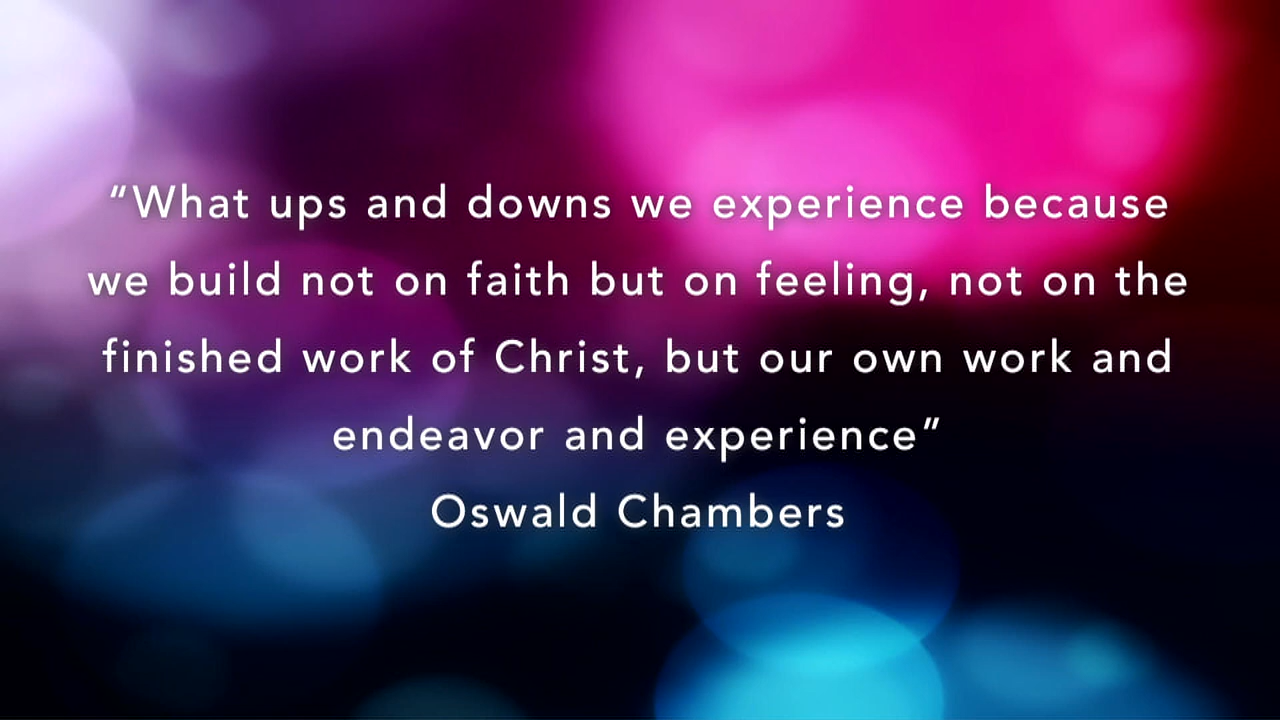 “What ups and downs we experience because
we build not on faith but on feeling, not on the
finished work of Christ, but our own work and
endeavor and experience”
Oswald Chambers